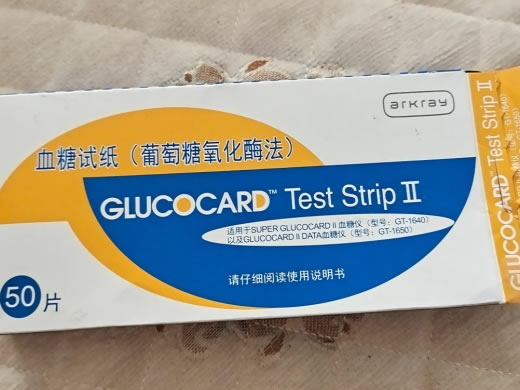 arkray
血糖试纸（葡萄糖氧化酶法）
GLUCOCARD™ Test Strip II
适用于SUPER GLUCOCARD II 血糖仪（型号：GT-1640）
以及GLUCOCARD II DATA血糖仪（型号：GT-1650）
请仔细阅读使用说明书
50片
GLUCOCARD™ Test Strip II